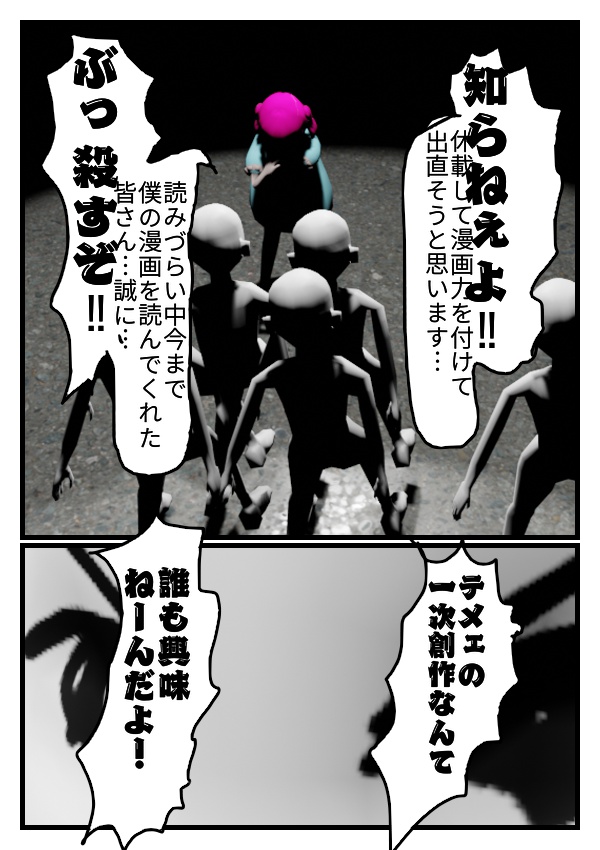 知らねぇよ!!
休載して漫画力を付けて
出直そうと思います…
ぶっ殺すぞ!!
読みづらい中今まで
僕の漫画を読んでくれた
皆さん…誠に…
テメェの
一次創作なんて
誰も興味
ねーんだよ!